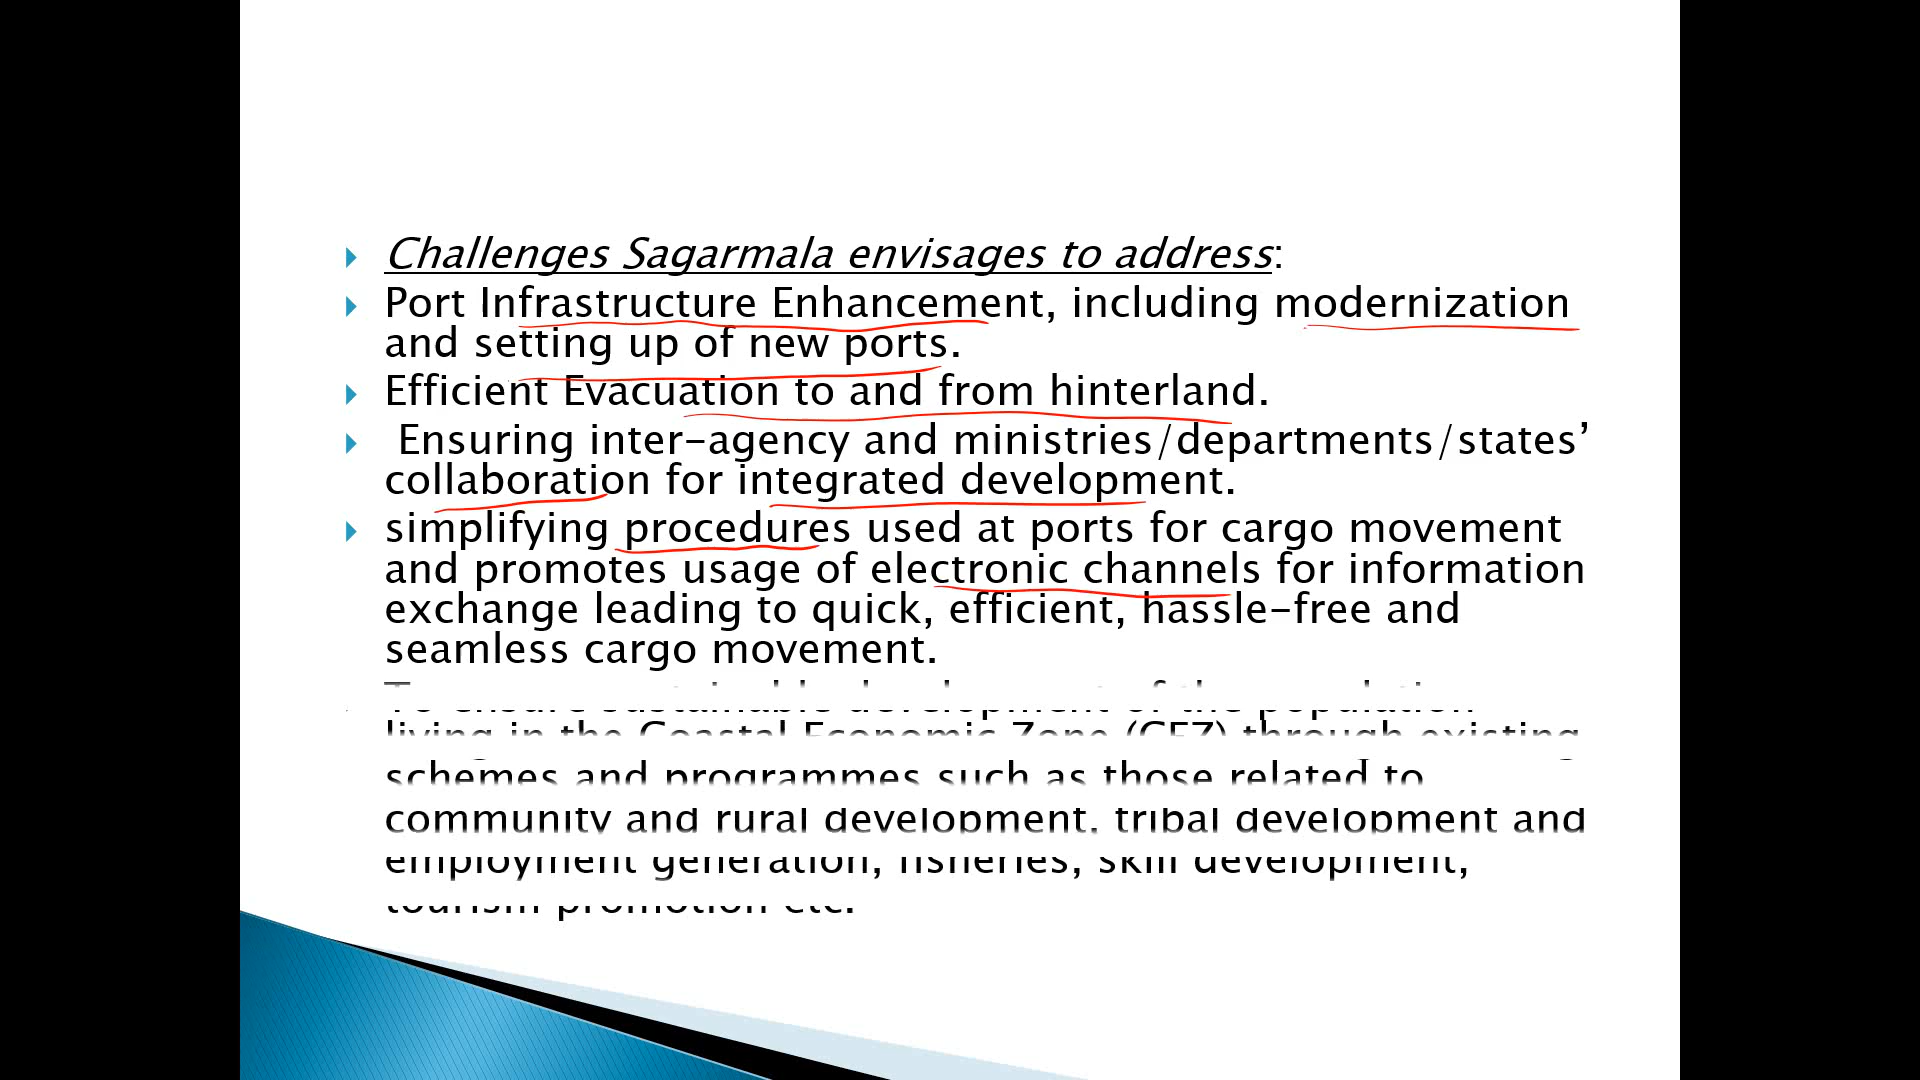 Challenges Sagarmala envisages to address:
Port Infrastructure Enhancement, including modernization
and setting up of new ports.
Efficient Evacuation to and from hinterland.
Ensuring inter-agency and ministries/departments/states’
collaboration for integrated development.
simplifying procedures used at ports for cargo movement
and promotes usage of electronic channels for information
exchange leading to quick, efficient, hassle-free and
seamless cargo movement.
To ensure sustainable development of the population
living in the Coastal Economic Zone (CEZ) through existing
schemes and programmes such as those related to
community and rural development, tribal development and
employment generation, fisheries, skill development,
tourism promotion etc.